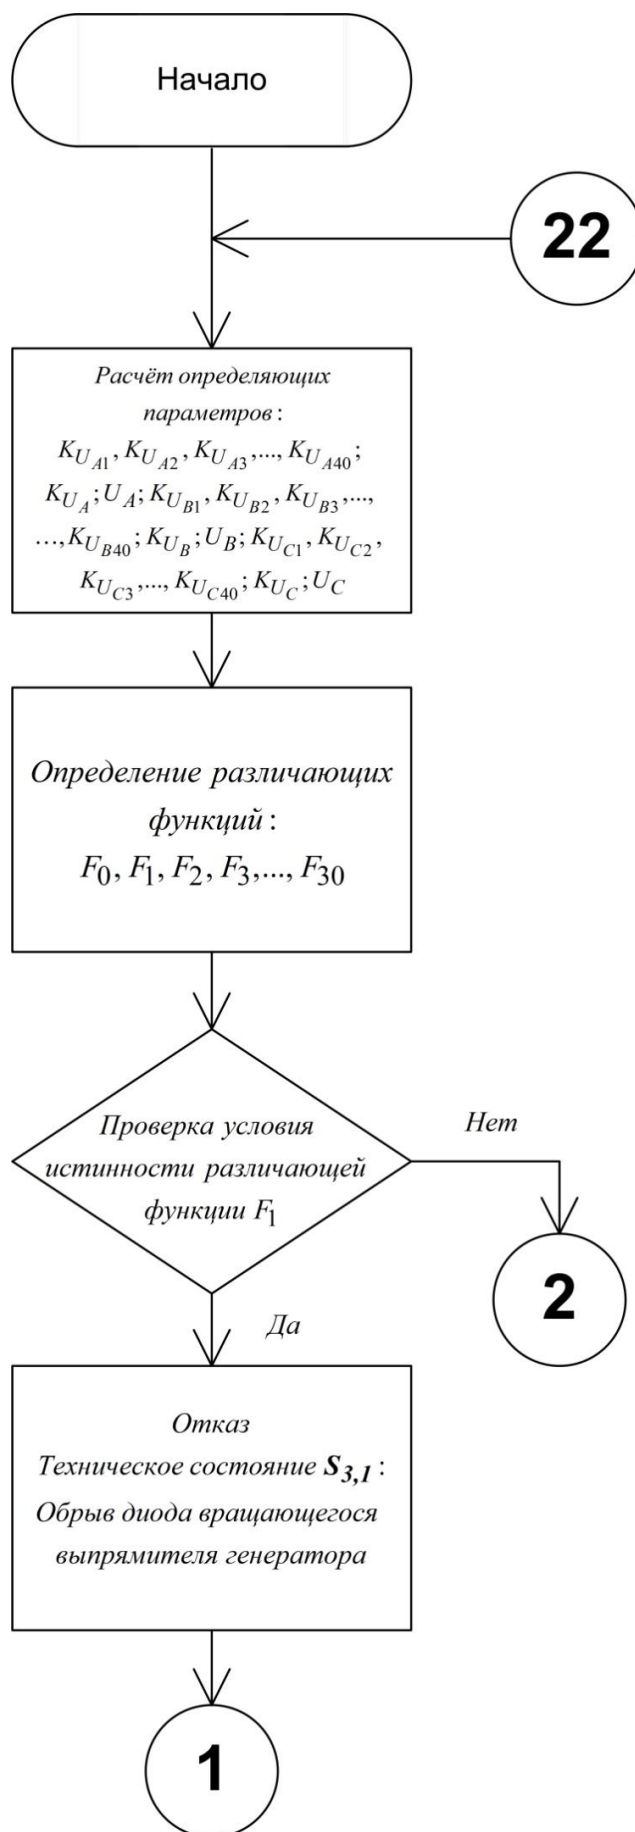 Начало
22
Расчёт определяющих
параметров :
K_{U_{A1}}, K_{U_{A2}}, K_{U_{A3}},..., K_{U_{A40}};
K_{U_A}; U_A; K_{U_{B1}}, K_{U_{B2}}, K_{U_{B3}},...,
...,K_{U_{B40}}; K_{U_B}; U_B; K_{U_{C1}}, K_{U_{C2}},
K_{U_{C3}},..., K_{U_{C40}}; K_{U_C}; U_C
Определение различающих
функций :
F_0, F_1, F_2, F_3,..., F_{30}
Проверка условия
истинности различающей
функции F_1
Нет
2
Да
Отказ
Техническое состояние S_{3,1} :
Обрыв диода вращающегося
выпрямителя генератора
1